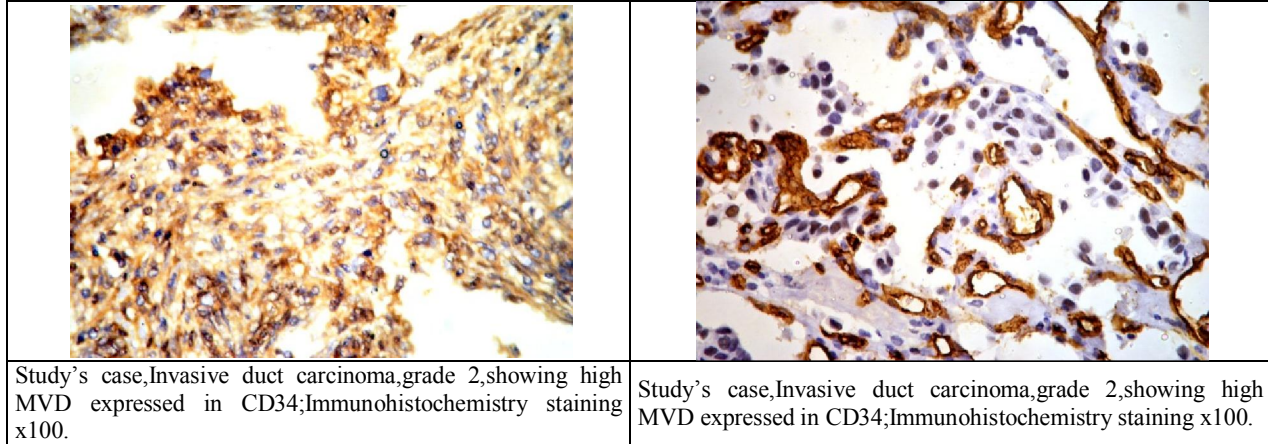 Study's case,Invasive duct carcinoma,grade 2,showing high
MVD expressed in CD34;Immunohistochemistry staining
x100.
Study's case,Invasive duct carcinoma,grade 2,showing high
MVD expressed in CD34;Immunohistochemistry staining x100.